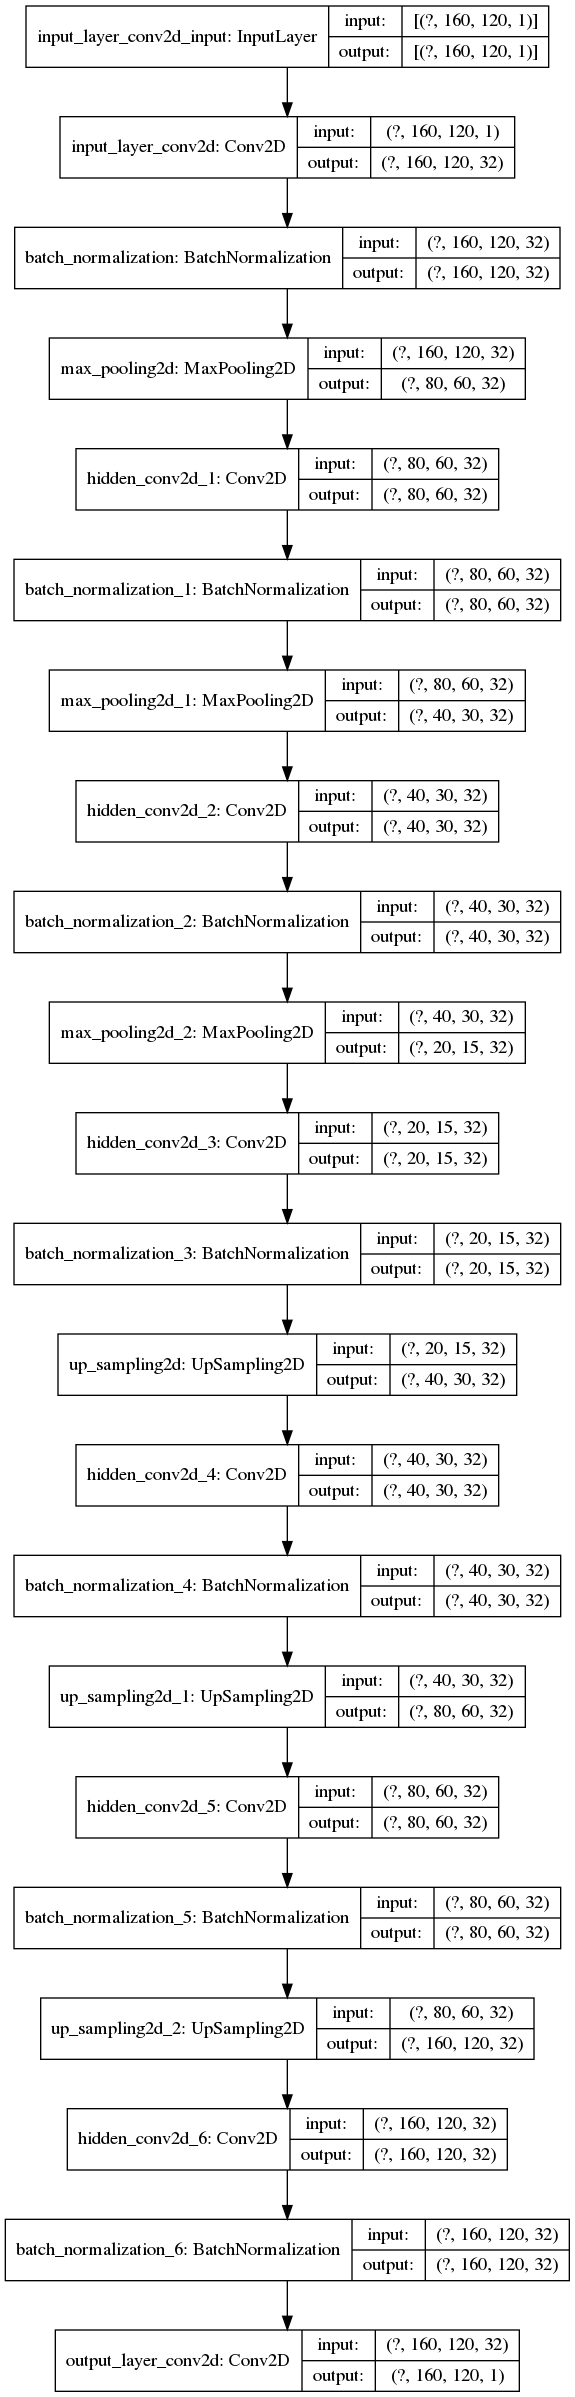 input_layer_conv2d_input: InputLayer
input:
[(?, 160, 120, 1)]
output:
[(?, 160, 120, 1)]
input_layer_conv2d: Conv2D
input:
(?, 160, 120, 1)
output:
(?, 160, 120, 32)
batch_normalization: BatchNormalization
input:
(?, 160, 120, 32)
output:
(?, 160, 120, 32)
max_pooling2d: MaxPooling2D
input:
(?, 160, 120, 32)
output:
(?, 80, 60, 32)
hidden_conv2d_1: Conv2D
input:
(?, 80, 60, 32)
output:
(?, 80, 60, 32)
batch_normalization_1: BatchNormalization
input:
(?, 80, 60, 32)
output:
(?, 80, 60, 32)
max_pooling2d_1: MaxPooling2D
input:
(?, 80, 60, 32)
output:
(?, 40, 30, 32)
hidden_conv2d_2: Conv2D
input:
(?, 40, 30, 32)
output:
(?, 40, 30, 32)
batch_normalization_2: BatchNormalization
input:
(?, 40, 30, 32)
output:
(?, 40, 30, 32)
max_pooling2d_2: MaxPooling2D
input:
(?, 40, 30, 32)
output:
(?, 20, 15, 32)
hidden_conv2d_3: Conv2D
input:
(?, 20, 15, 32)
output:
(?, 20, 15, 32)
batch_normalization_3: BatchNormalization
input:
(?, 20, 15, 32)
output:
(?, 20, 15, 32)
up_sampling2d: UpSampling2D
input:
(?, 20, 15, 32)
output:
(?, 40, 30, 32)
hidden_conv2d_4: Conv2D
input:
(?, 40, 30, 32)
output:
(?, 40, 30, 32)
batch_normalization_4: BatchNormalization
input:
(?, 40, 30, 32)
output:
(?, 40, 30, 32)
up_sampling2d_1: UpSampling2D
input:
(?, 40, 30, 32)
output:
(?, 80, 60, 32)
hidden_conv2d_5: Conv2D
input:
(?, 80, 60, 32)
output:
(?, 80, 60, 32)
batch_normalization_5: BatchNormalization
input:
(?, 80, 60, 32)
output:
(?, 80, 60, 32)
up_sampling2d_2: UpSampling2D
input:
(?, 80, 60, 32)
output:
(?, 160, 120, 32)
hidden_conv2d_6: Conv2D
input:
(?, 160, 120, 32)
output:
(?, 160, 120, 32)
batch_normalization_6: BatchNormalization
input:
(?, 160, 120, 32)
output:
(?, 160, 120, 32)
output_layer_conv2d: Conv2D
input:
(?, 160, 120, 32)
output:
(?, 160, 120, 1)